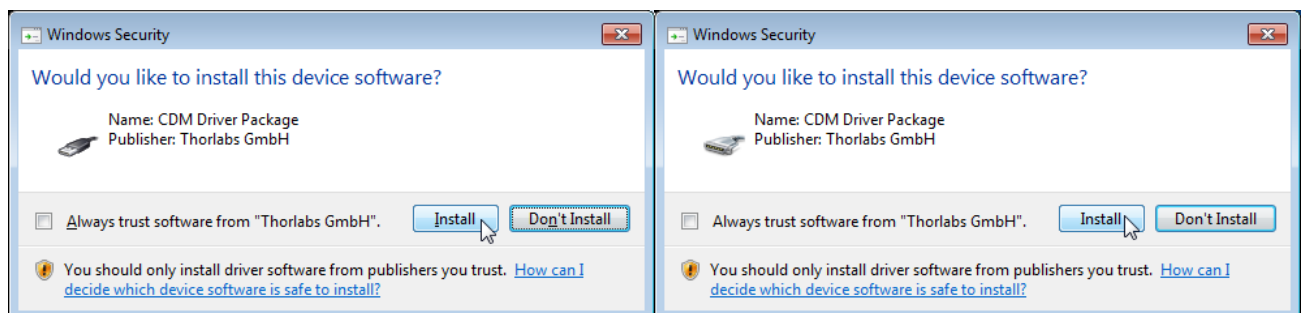 Windows Security
Would you like to install this device software?
Name: CDM Driver Package
Publisher: Thorlabs GmbH
Always trust software from "Thorlabs GmbH".
Install
Don't Install
You should only install driver software from publishers you trust. How can I
decide which device software is safe to install?
Windows Security
Would you like to install this device software?
Name: CDM Driver Package
Publisher: Thorlabs GmbH
Always trust software from "Thorlabs GmbH".
Install
Don't Install
You should only install driver software from publishers you trust. How can I
decide which device software is safe to install?